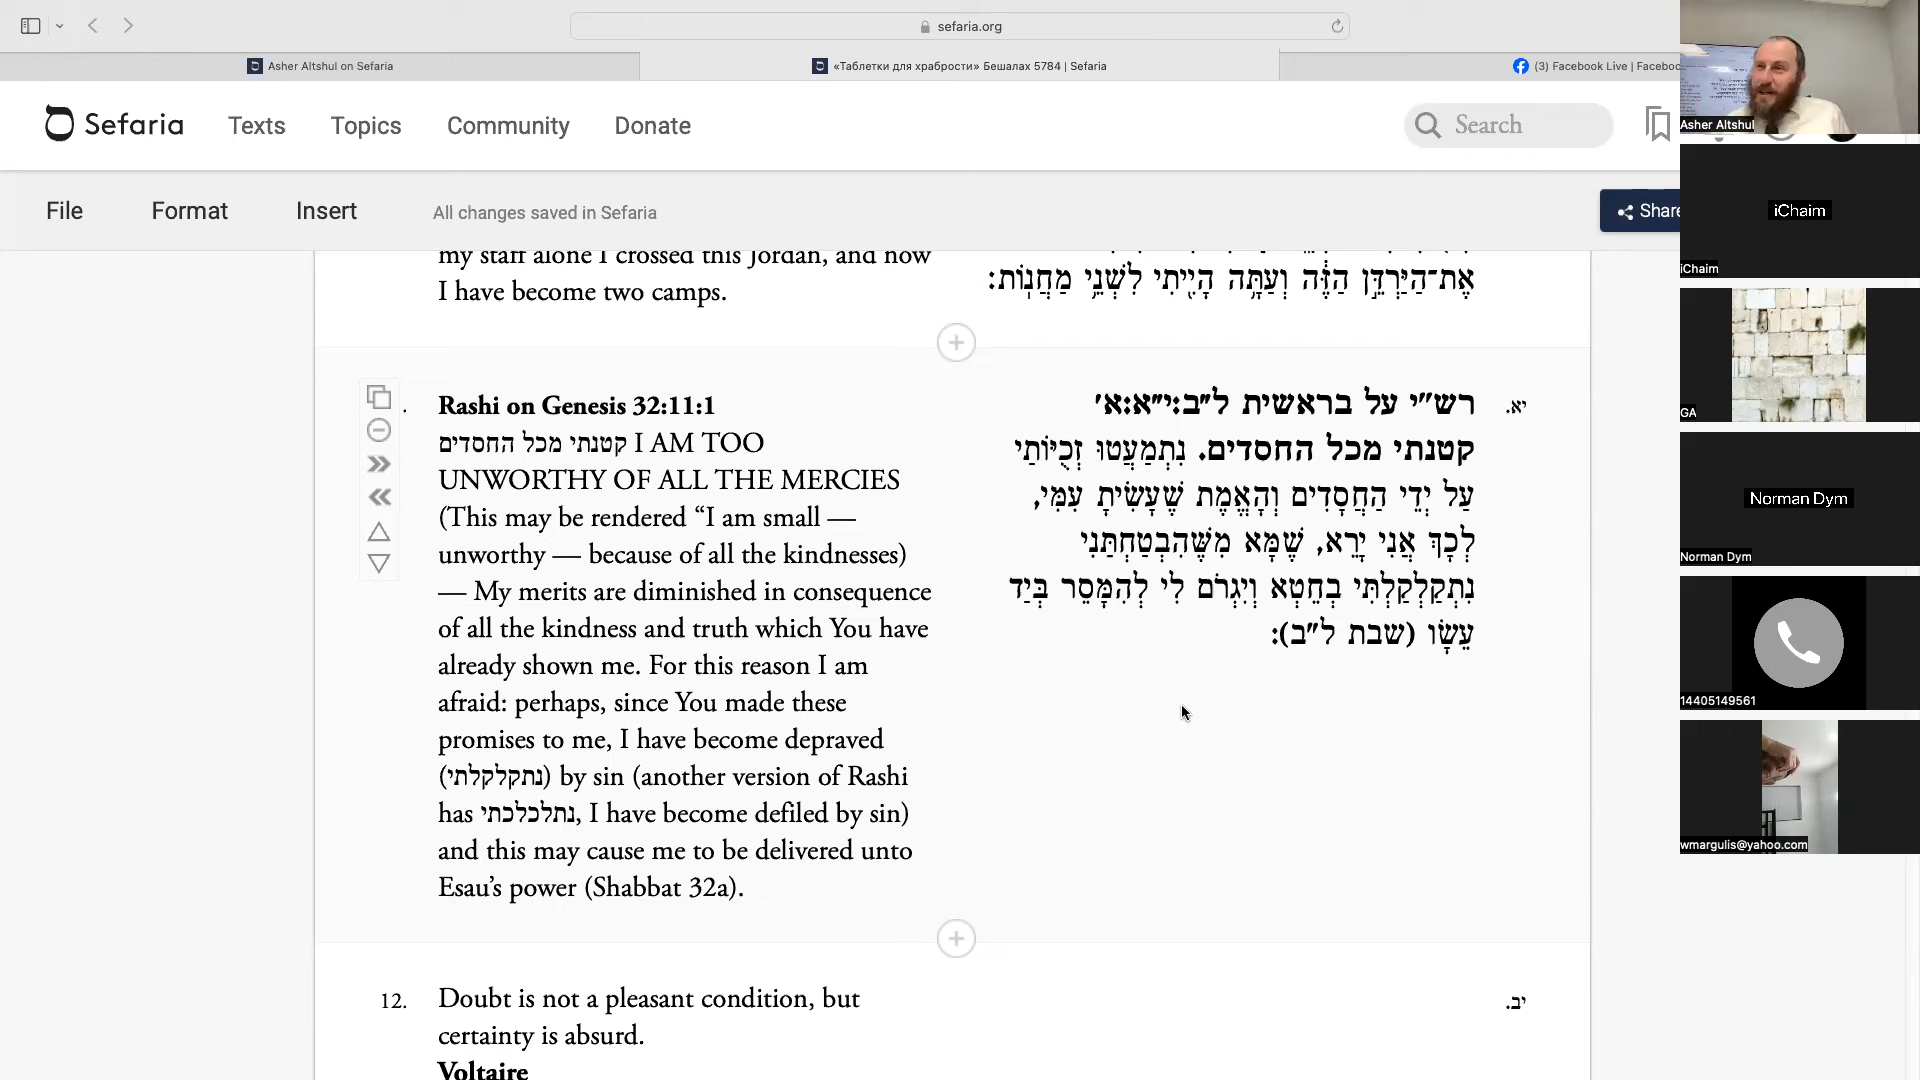 sefaria.org
Asher Altshul on Sefaria
«Таблетки для храбрости» Бешалах 5784 | Sefaria
(3) Facebook Live | Faceboo
Sefaria
Texts
Topics
Community
Donate
Search
File
Format
Insert
All changes saved in Sefaria
Share
my staff alone I crossed this Jordan, and now
I have become two camps.
אֶת־הַיַּרְדֵּ֣ן הַזֶּ֔ה וְעַתָּ֥ה הָיִ֖יתִי לִשְׁנֵ֥י מַחֲנֽוֹת׃
Rashi on Genesis 32:11:1
קטנתי מכל החסדים I AM TOO
UNWORTHY OF ALL THE MERCIES
(This may be rendered “I am small —
unworthy — because of all the kindnesses)
— My merits are diminished in consequence
of all the kindness and truth which You have
already shown me. For this reason I am
afraid: perhaps, since You made these
promises to me, I have become depraved
(נתקלקלתי) by sin (another version of Rashi
has נתלכלכתי, I have become defiled by sin)
and this may cause me to be delivered unto
Esau’s power (Shabbat 32a).
יא.
רש״י על בראשית ל״ב:י״א:א׳
קטנתי מכל החסדים. נִתְמַעֲטוּ זְכֻיּוֹתַי
עַל יְדֵי הַחֲסָדִים וְהָאֱמֶת שֶׁעָשִׂיתָ עִמִּי,
לְכָךְ אֲנִי יָרֵא, שֶׁמָּא מִשֶּׁהִבְטַחְתַּנִי
נִתְקַלְקַלְתִּי בְחֵטְא וְיִגְרֹם לִי לְהִמָּסֵר בְּיַד
עֵשָׂו (שבת ל״ב):
12.
Doubt is not a pleasant condition, but
certainty is absurd.
Voltaire
יב.
Asher Altshul
iChaim
iChaim
GA
Norman Dym
Norman Dym
14405149561
wmargulis@yahoo.com